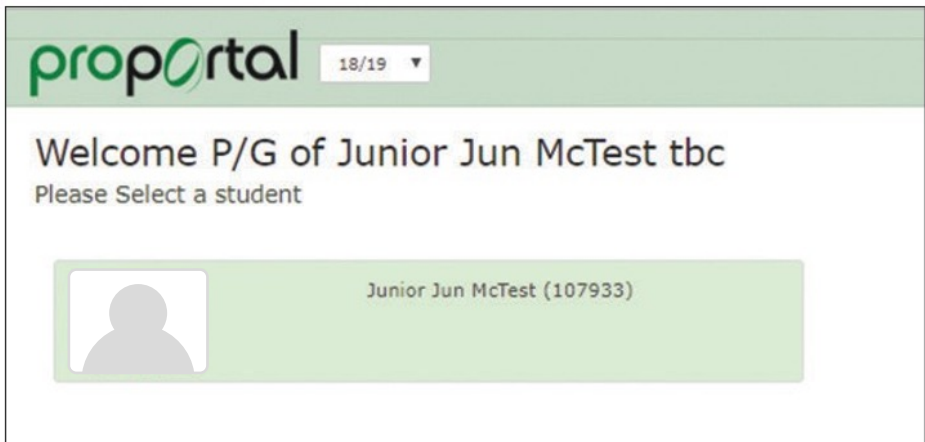 proportal
18/19
Welcome P/G of Junior Jun McTest tbc
Please Select a student
Junior Jun McTest (107933)